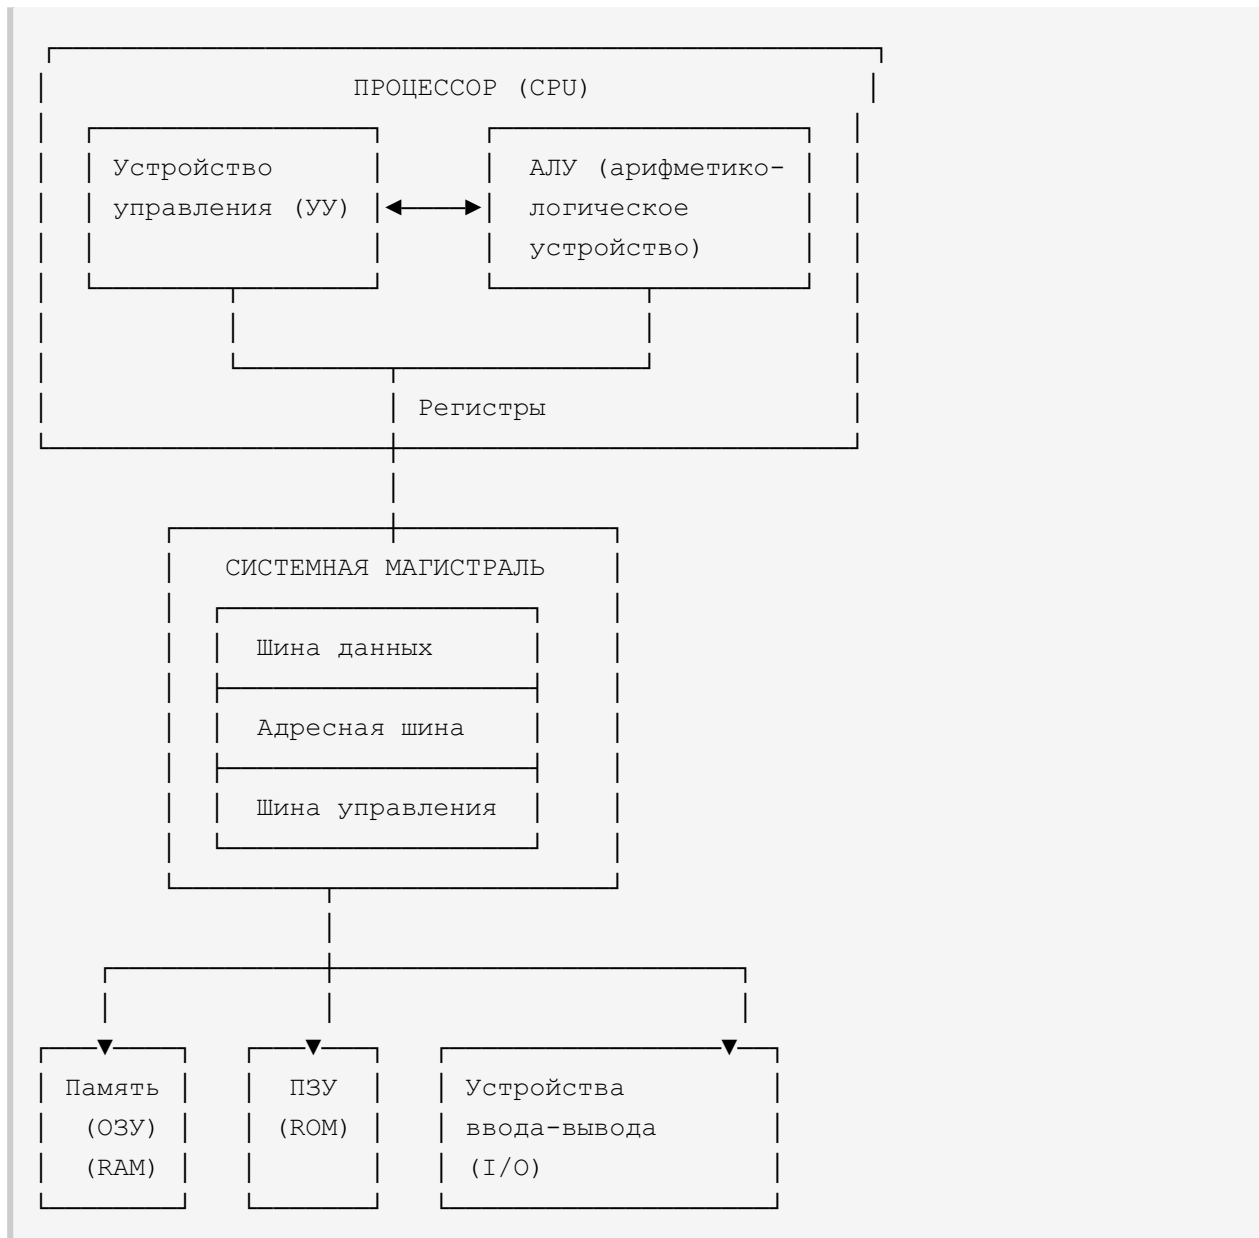 ПРОЦЕССОР (CPU)
Устройство
управления (УУ)
АЛУ (арифметико-
логическое
устройство)
Регистры
СИСТЕМНАЯ МАГИСТРАЛЬ
Шина данных
Адресная шина
Шина управления
Память
(ОЗУ)
(RAM)
ПЗУ
(ROM)
Устройства
ввода-вывода
(I/O)